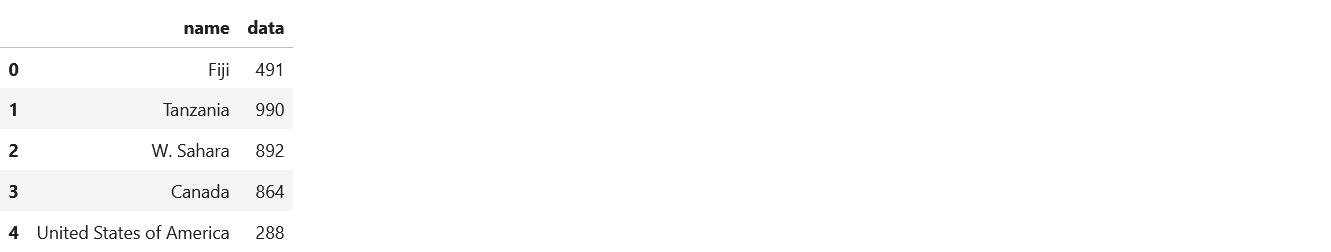 name data
0 Fiji 491
1 Tanzania 990
2 W. Sahara 892
3 Canada 864
4 United States of America 288